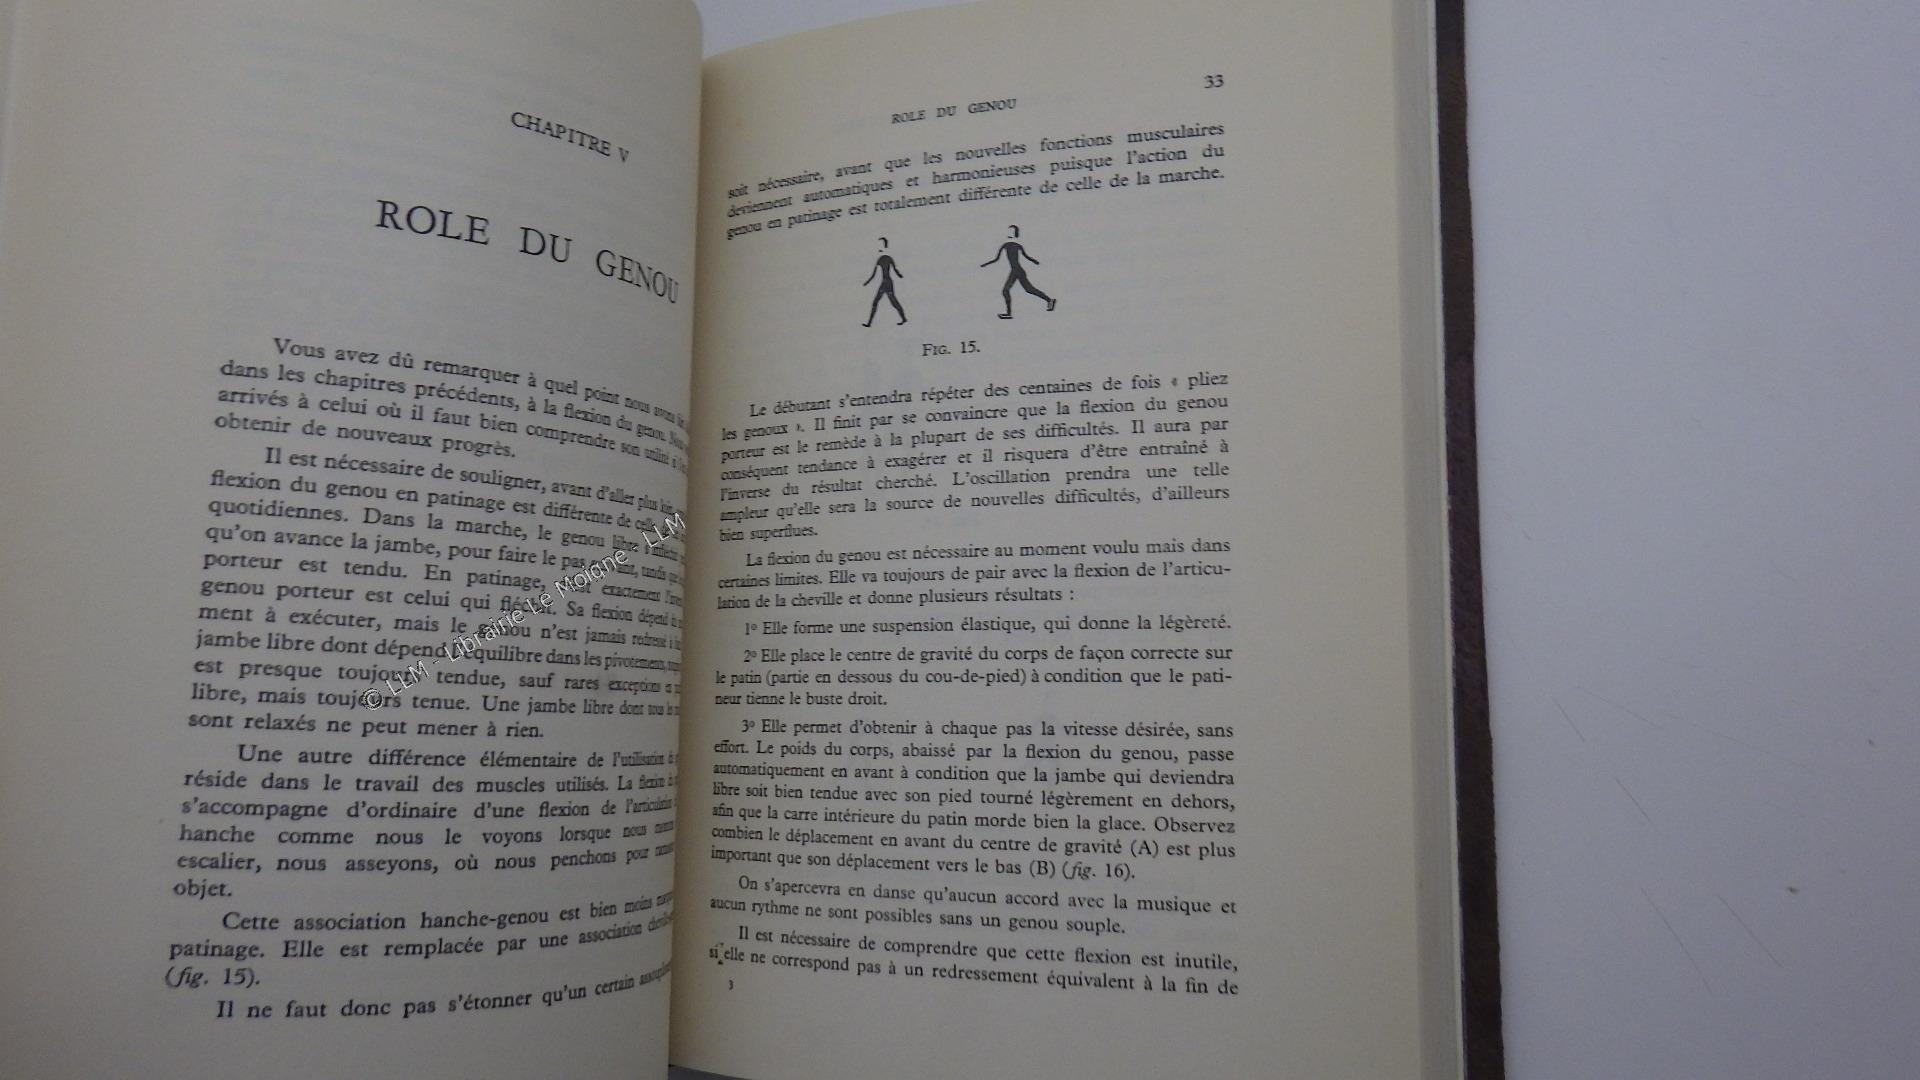 CHAPITRE V
ROLE DU GENOU
Vous avez dû remarquer à quel point nous avons
dans les chapitres précédents, à la flexion du genou.
arrivés à celui où il faut bien comprendre son utilité
obtenir de nouveaux progrès.
Il est nécessaire de souligner, avant d'aller plus loin,
flexion du genou en patinage est différente de celle
quotidiennes. Dans la marche, le genou libre
qu'on avance la jambe, pour faire le pas tandis
porteur est tendu. En patinage, exactement
genou porteur est celui qui fléchit. Sa flexion dépend
ment à exécuter, mais le genou n'est jamais redressé à
jambe libre dont dépend l'équilibre dans les pivotements,
est presque toujours tendue, sauf rares exceptions
libre, mais toujours tenue. Une jambe libre dont tous
sont relaxés ne peut mener à rien.
Une autre différence élémentaire de l'utilisation
réside dans le travail des muscles utilisés. La flexion
s'accompagne d'ordinaire d'une flexion de l'articulation
hanche comme nous le voyons lorsque nous
escalier, nous asseyons, où nous penchons pour
objet.
Cette association hanche-genou est bien moins
patinage. Elle est remplacée par une association
(fig. 15).
Il ne faut donc pas s'étonner qu'un certain
© LLM - Librairie Le Moigne - LLM
33
ROLE DU GENOU
soit nécessaire, avant que les nouvelles fonctions musculaires
deviennent automatiques et harmonieuses puisque l'action du
genou en patinage est totalement différente de celle de la marche.
FIG. 15.
Le débutant s'entendra répéter des centaines de fois « pliez
les genoux ». Il finit par se convaincre que la flexion du genou
porteur est le remède à la plupart de ses difficultés. Il aura par
conséquent tendance à exagérer et il risquera d'être entraîné à
l'inverse du résultat cherché. L'oscillation prendra une telle
ampleur qu'elle sera la source de nouvelles difficultés, d'ailleurs
bien superflues.
La flexion du genou est nécessaire au moment voulu mais dans
certaines limites. Elle va toujours de pair avec la flexion de l'articu-
lation de la cheville et donne plusieurs résultats :
1º Elle forme une suspension élastique, qui donne la légèreté.
2º Elle place le centre de gravité du corps de façon correcte sur
le patin (partie en dessous du cou-de-pied) à condition que le pati-
neur tienne le buste droit.
3º Elle permet d'obtenir à chaque pas la vitesse désirée, sans
effort. Le poids du corps, abaissé par la flexion du genou, passe
automatiquement en avant à condition que la jambe qui deviendra
libre soit bien tendue avec son pied tourné légèrement en dehors,
afin que la carre intérieure du patin morde bien la glace. Observez
combien le déplacement en avant du centre de gravité (A) est plus
important que son déplacement vers le bas (B) (fig. 16).
On s'apercevra en danse qu'aucun accord avec la musique et
aucun rythme ne sont possibles sans un genou souple.
Il est nécessaire de comprendre que cette flexion est inutile,
si elle ne correspond pas à un redressement équivalent à la fin de
3